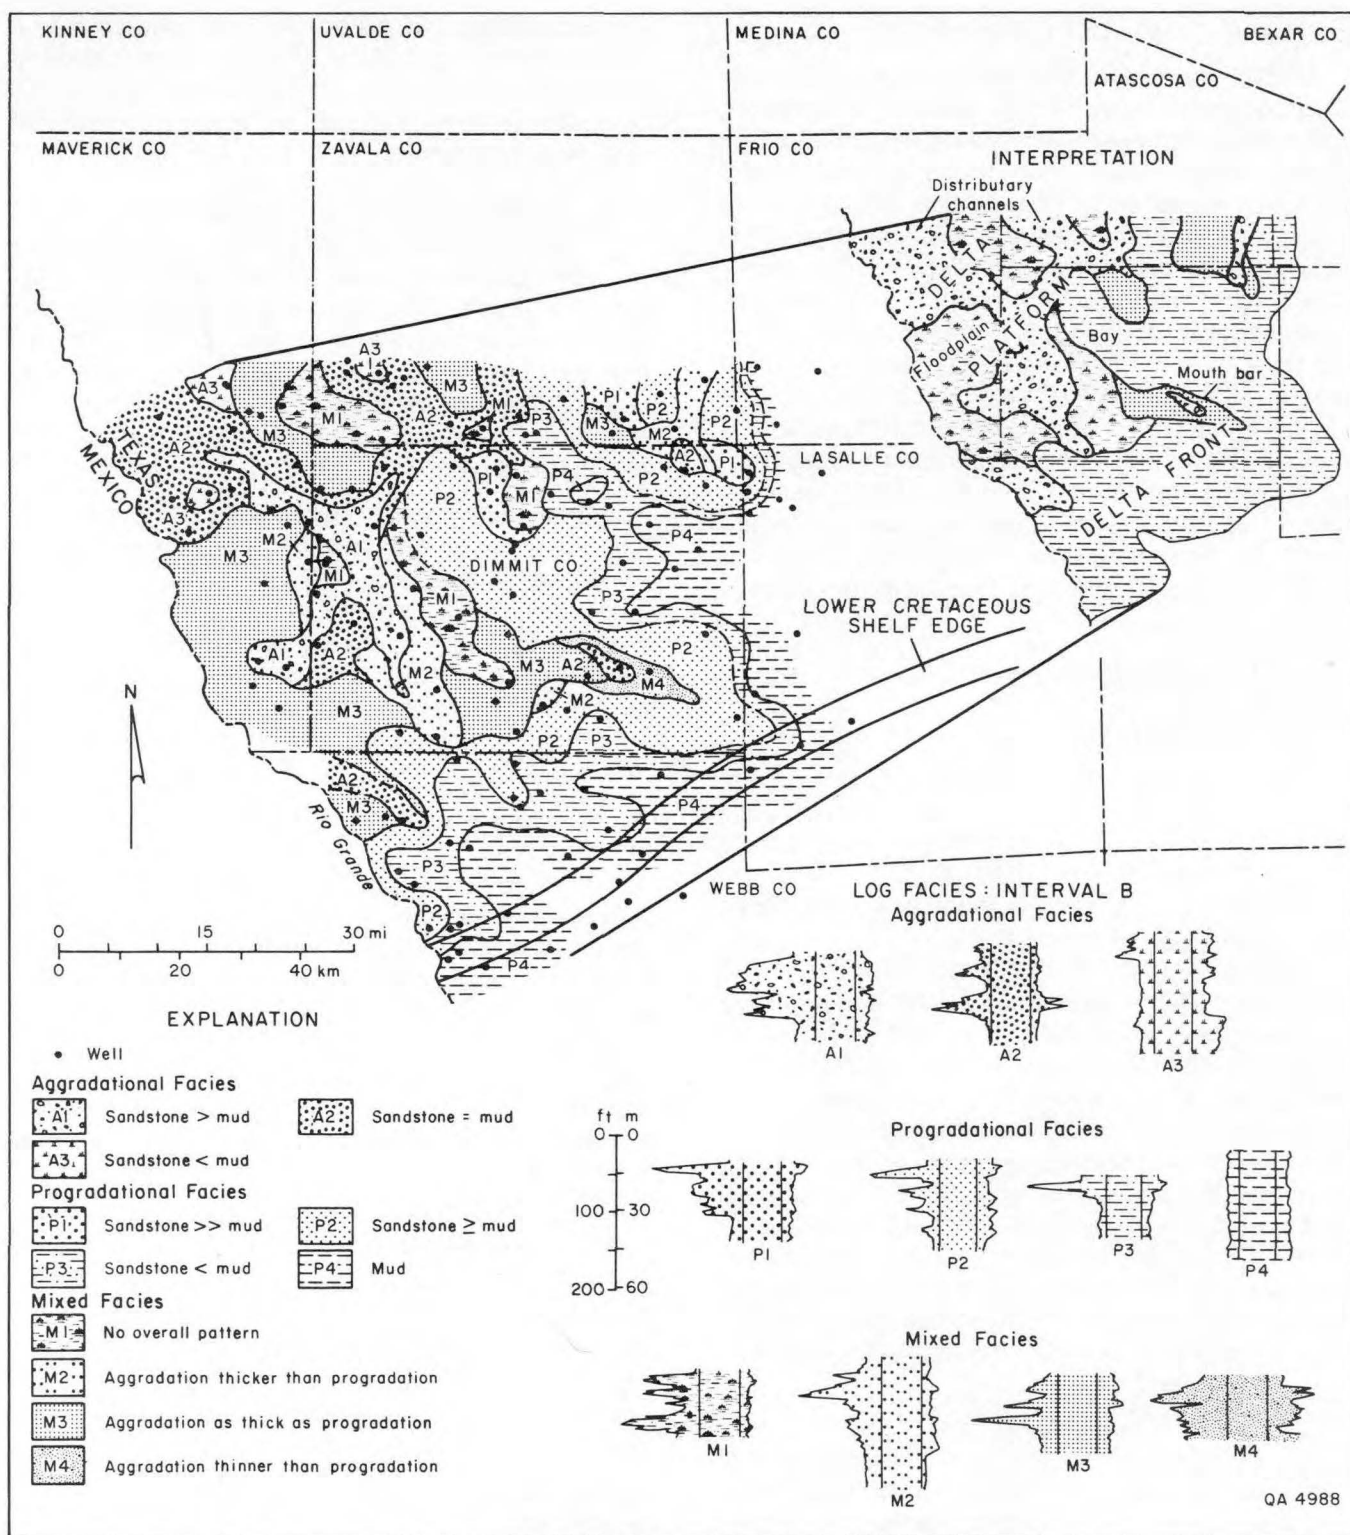 KINNEY CO
UVALDE CO
MEDINA CO
BEXAR CO
ATASCOSA CO
MAVERICK CO
ZAVALA CO
FRIO CO
INTERPRETATION
Distributary
channels
DELTA
PLATFORM
Floodplain
Bay
Mouth bar
DELTA FRONT
A3
A3
M3
M1
A2
M3
M1
P3
P1
P2
M3
M2
P2
A2
P1
LASALLE CO
TEXAS
MEXICO
A2
M3
A3
P2
P1
M1
P4
P2
M2
A1
M3
M1
DIMMIT CO
P4
P3
M1
A1
A2
M2
M3
A2
M4
P2
M2
M3
P2
P3
LOWER CRETACEOUS
SHELF EDGE
N
A2
M3
P4
Rio Grande
P3
P2
P4
WEBB CO
0 15 30 mi
0 20 40 km
LOG FACIES: INTERVAL B
Aggradational Facies
A1
A2
A3
EXPLANATION
Well
Aggradational Facies
A1 Sandstone > mud
A2 Sandstone = mud
A3 Sandstone < mud
Progradational Facies
P1 Sandstone >> mud
P2 Sandstone ≥ mud
P3 Sandstone < mud
P4 Mud
Mixed Facies
M1 No overall pattern
M2 Aggradation thicker than progradation
M3 Aggradation as thick as progradation
M4 Aggradation thinner than progradation
ft m
0 0
100 30
200 60
Progradational Facies
P1
P2
P3
P4
Mixed Facies
M1
M2
M3
M4
QA 4988